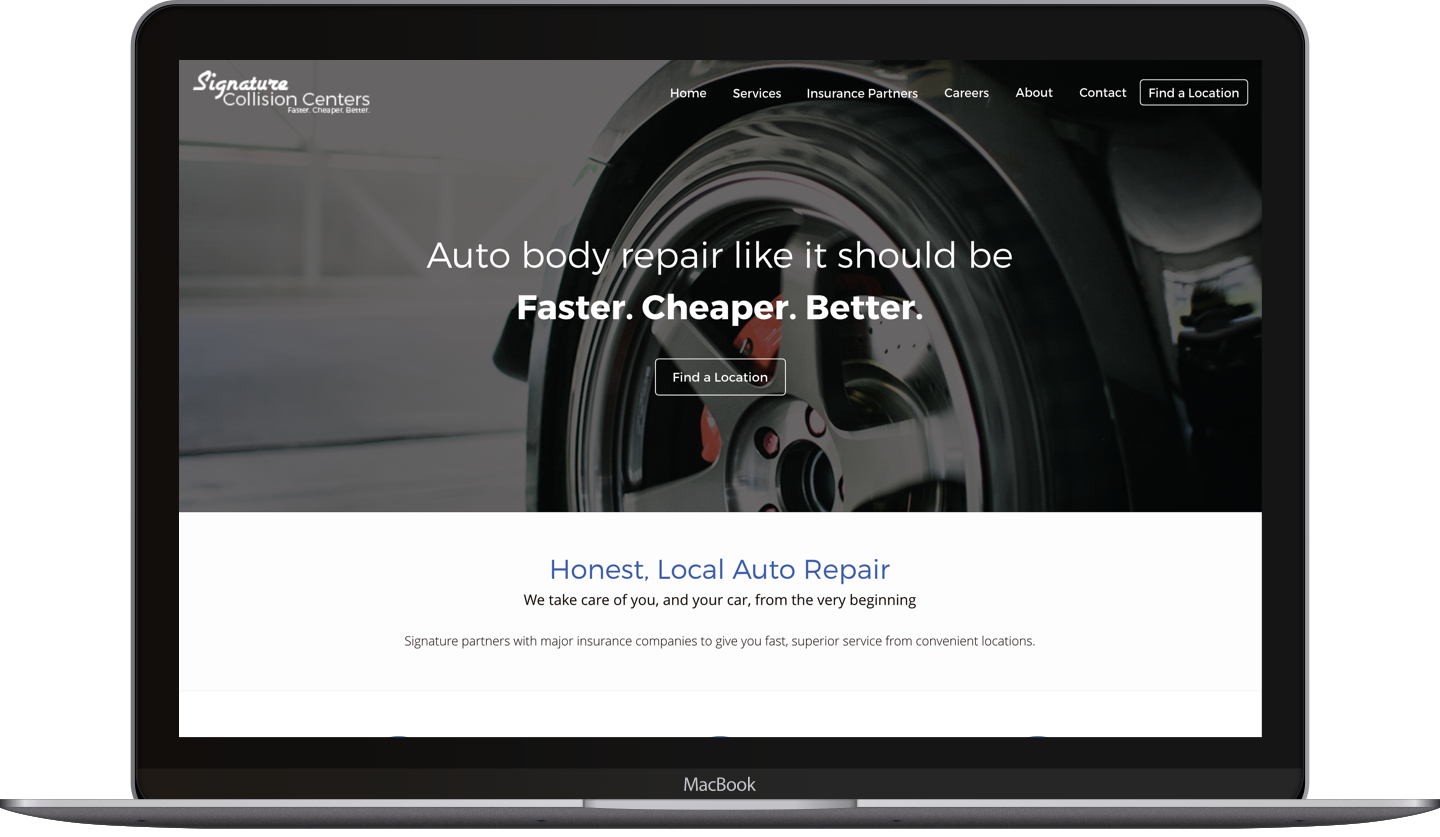 Signature
Collision Centers
Faster. Cheaper. Better.
Home Services Insurance Partners Careers About Contact Find a Location
Auto body repair like it should be
Faster. Cheaper. Better.
Find a Location
Honest, Local Auto Repair
We take care of you, and your car, from the very beginning
Signature partners with major insurance companies to give you fast, superior service from convenient locations.
MacBook